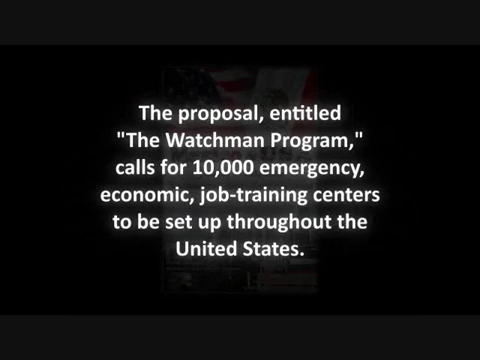 The proposal, entitled
"The Watchman Program,"
calls for 10,000 emergency,
economic, job-training centers
to be set up throughout the
United States.